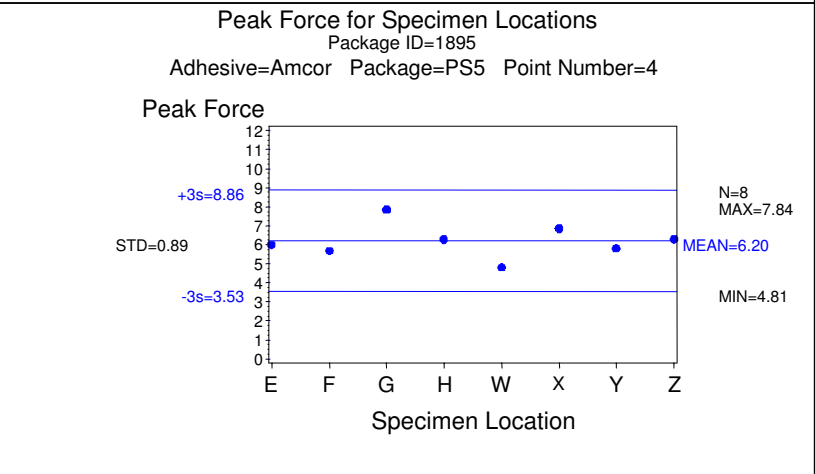 Peak Force for Specimen Locations
Package ID=1895
Adhesive=Amcor Package=PS5 Point Number=4
Peak Force
12
11
10
9
8
7
6
5
4
3
2
1
0
+3s=8.86
STD=0.89
-3s=3.53
N=8
MAX=7.84
MEAN=6.20
MIN=4.81
E F G H W X Y Z
Specimen Location